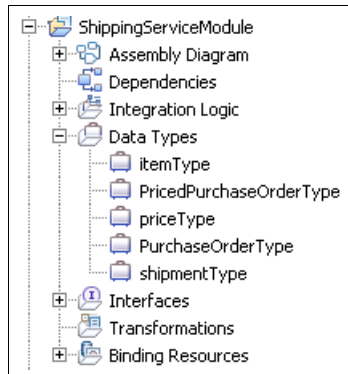 ShippingServiceModule
Assembly Diagram
Dependencies
Integration Logic
Data Types
itemType
PricedPurchaseOrderType
priceType
PurchaseOrderType
shipmentType
Interfaces
Transformations
Binding Resources